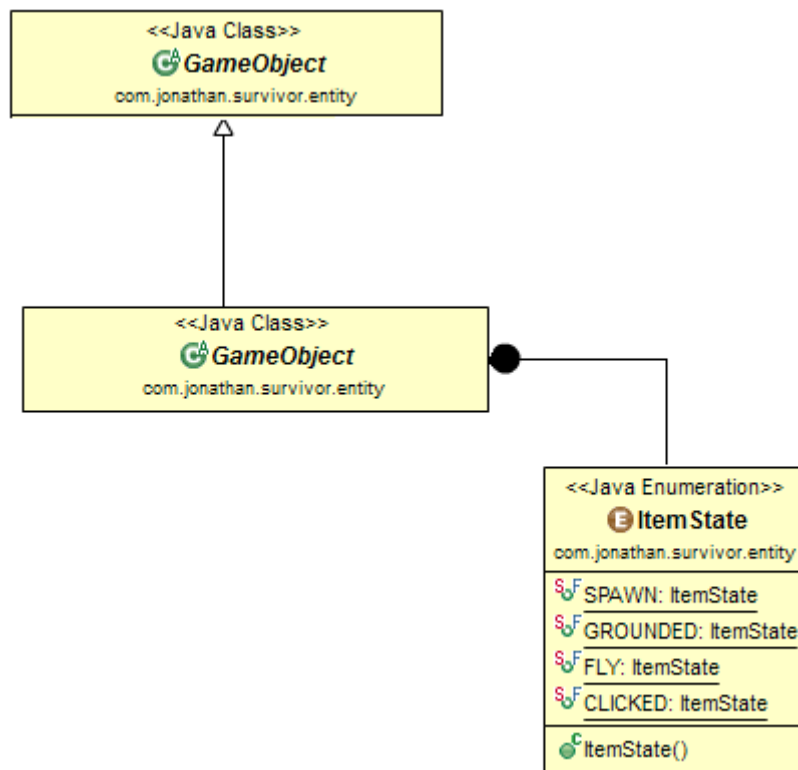 <<Java Class>>
GameObject
com.jonathan.survivor.entity
<<Java Class>>
GameObject
com.jonathan.survivor.entity
<<Java Enumeration>>
ItemState
com.jonathan.survivor.entity
SPAWN: ItemState
GROUNDED: ItemState
FLY: ItemState
CLICKED: ItemState
ItemState()